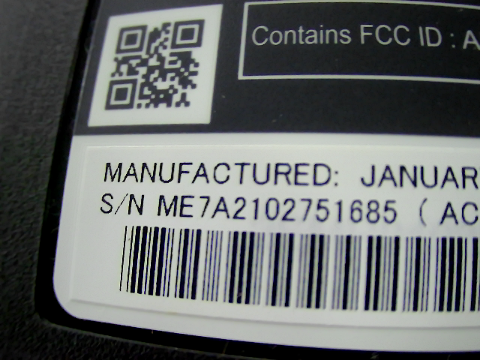 Contains FCC ID : A
MANUFACTURED: JANUAR
S/N ME7A2102751685 ( AC